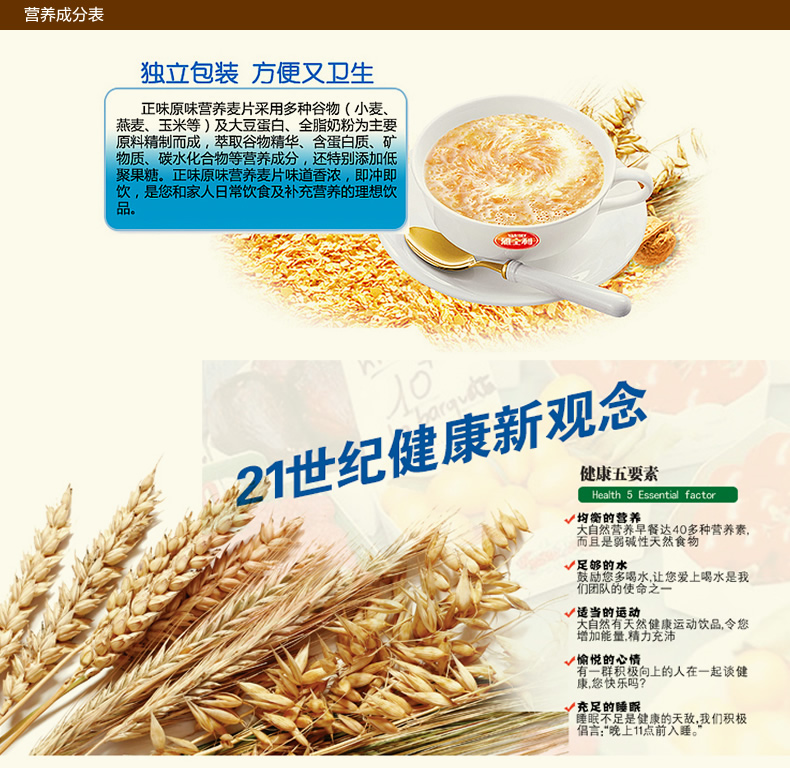 营养成分表
独立包装 方便又卫生
正味原味营养麦片采用多种谷物（小麦、
燕麦、玉米等）及大豆蛋白、全脂奶粉为主要
原料精制而成，萃取谷物精华、含蛋白质、矿
物质、碳水化合物等营养成分，还特别添加低
聚果糖。正味原味营养麦片味道香浓，即冲即
饮，是您和家人日常饮食及补充营养的理想饮
品。
10
21世纪健康新观念
健康五要素
Health 5 Essential factor
均衡的营养
大自然营养早餐达40多种营养素,
而且是弱碱性天然食物
足够的水
鼓励您多喝水,让您爱上喝水是我
们团队的使命之一
适当的运动
大自然有天然健康运动饮品,令您
增加能量,精力充沛
愉悦的心情
有一群积极向上的人在一起谈健
康,您快乐吗?
充足的睡眠
睡眠不足是健康的天敌,我们积极
倡言;“晚上11点前入睡。”